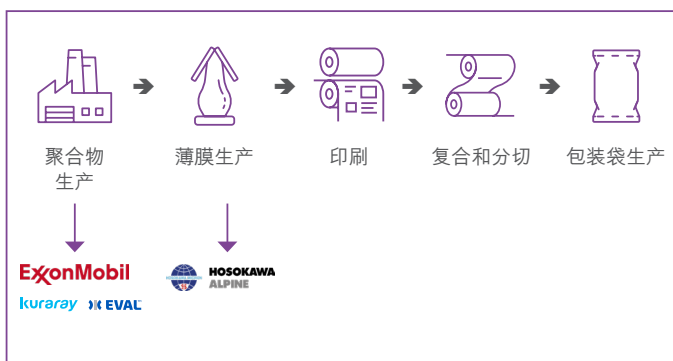 聚合物
生产
薄膜生产
印刷
复合和分切
包装袋生产
ExxonMobil
kuraray
EVAL
HOSOKAWA
ALPINE